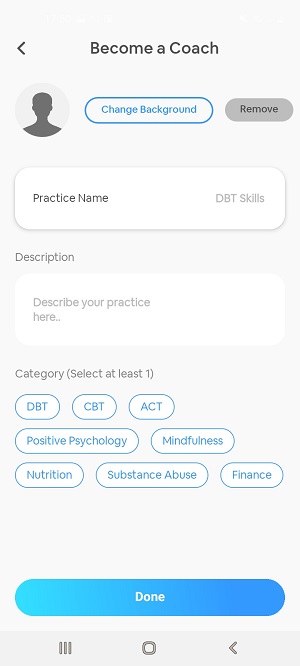 Become a Coach
Change Background
Remove
Practice Name
DBT Skills
Description
Describe your practice
here..
Category (Select at least 1)
DBT
CBT
ACT
Positive Psychology
Mindfulness
Nutrition
Substance Abuse
Finance
Done